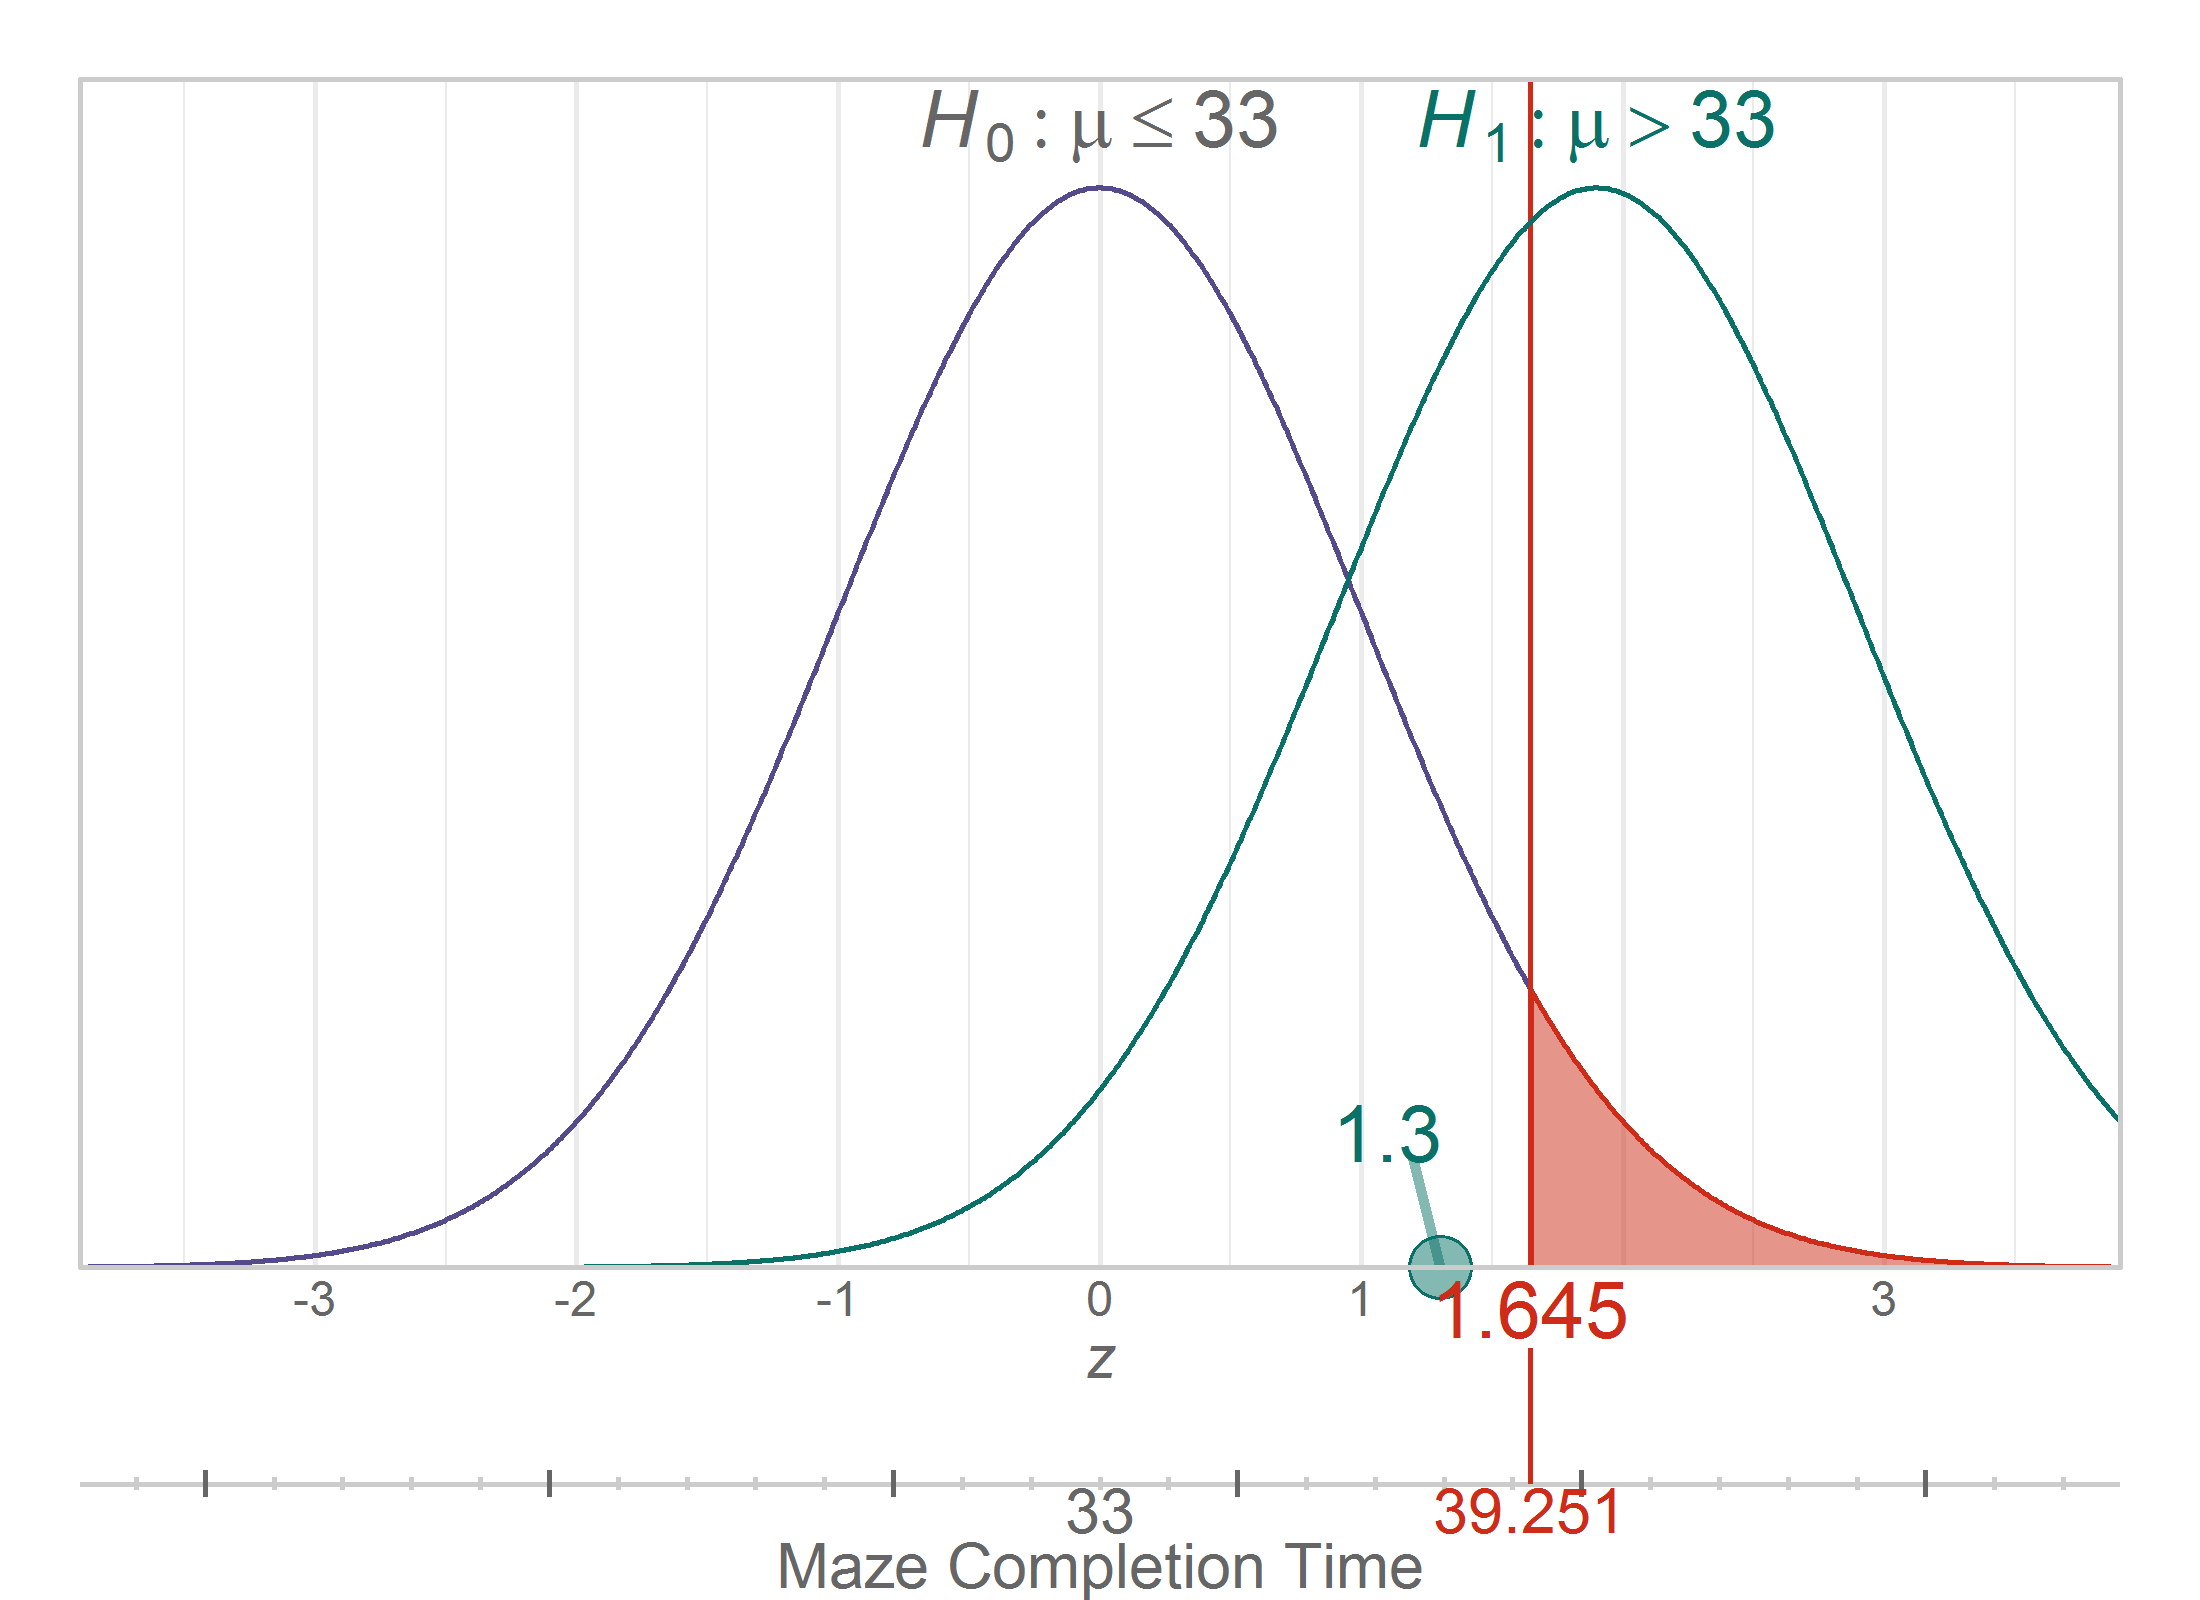 H0 : μ ≤ 33 H1 : μ > 33
1.3
-3 -2 -1 0 1 1.645 3
z
33 39.251
Maze Completion Time